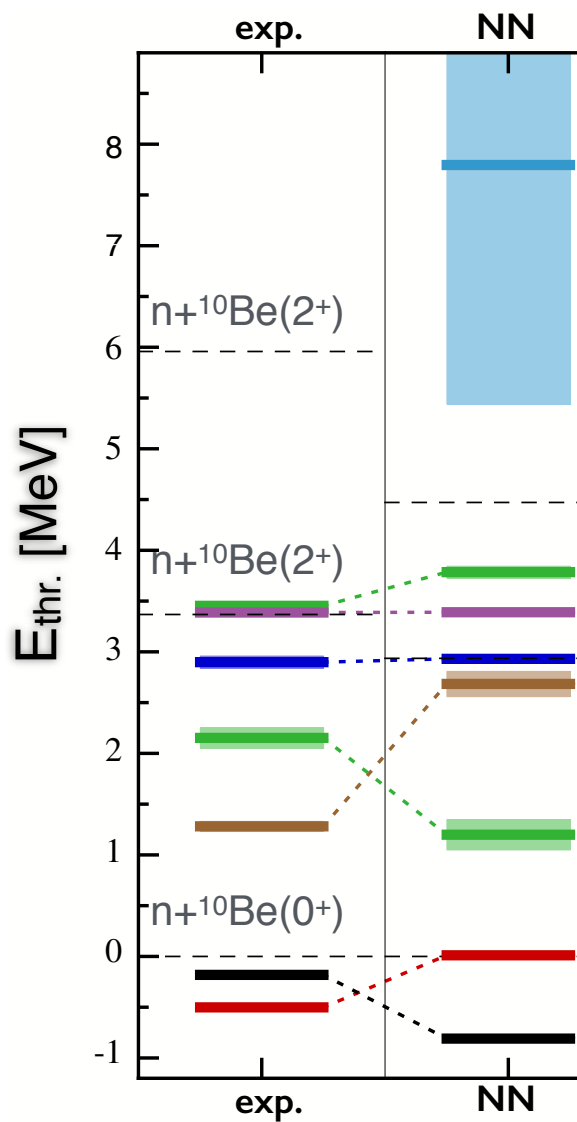 exp. NN
8
7
n+¹⁰Be(2⁺)
6
5
4
n+¹⁰Be(2⁺)
3
2
1
n+¹⁰Be(0⁺)
0
-1
E_thr. [MeV]
exp. NN